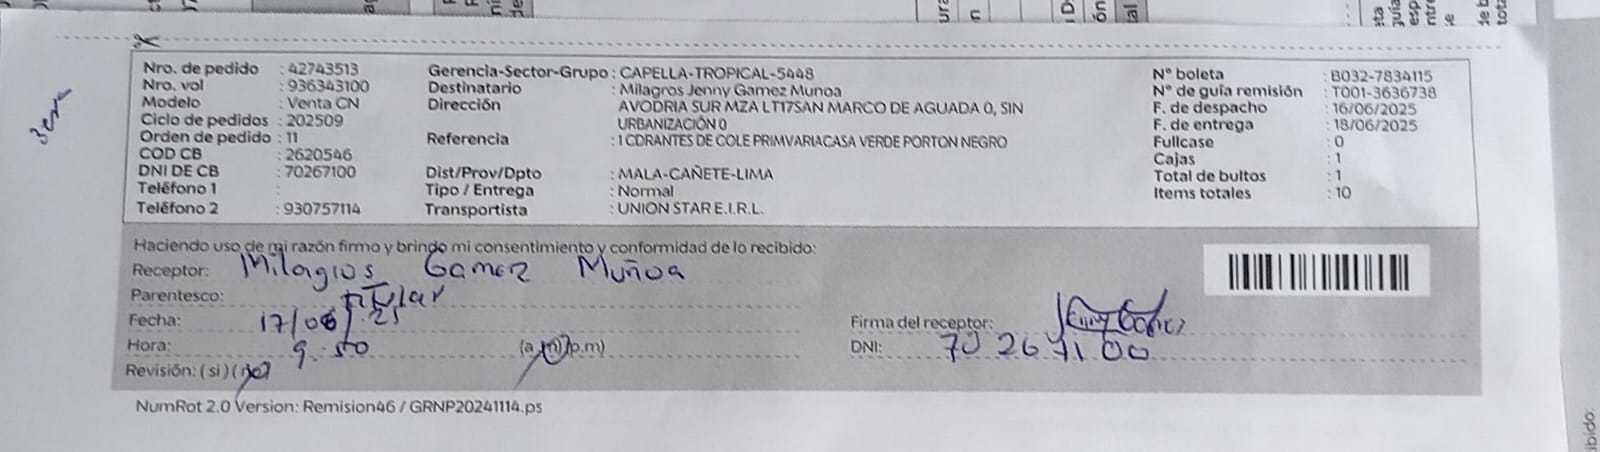 Nro. de pedido : 42743513
Nro. vol : 936343100
Modelo : Venta CN
Ciclo de pedidos : 202509
Orden de pedido : 11
COD CB : 2620546
DNI DE CB : 70267100
Teléfono 1 :
Teléfono 2 : 930757114
Gerencia-Sector-Grupo : CAPELLA-TROPICAL-5448
Destinatario : Milagros Jenny Gamez Munoa
Dirección : AVODRIA SUR MZA LT17SAN MARCO DE AGUADA 0, SIN
URBANIZACIÓN 0
Referencia : 1 CDRANTES DE COLE PRIMVARIACASA VERDE PORTON NEGRO
Dist/Prov/Dpto : MALA-CAÑETE-LIMA
Tipo / Entrega : Normal
Transportista : UNION STAR E.I.R.L.
N° boleta : B032-7834115
N° de guía remisión : T001-3636738
F. de despacho : 16/06/2025
F. de entrega : 18/06/2025
Fullcase : 0
Cajas : 1
Total de bultos : 1
Items totales : 10
Haciendo uso de mi razón firmo y brindo mi consentimiento y conformidad de lo recibido:
Receptor: Milagros Gamez Muñoa
Parentesco: titular
Fecha: 17/06/25
Hora: 9:50 (a.m) (p.m)
Revisión: (si) (no)
Firma del receptor:
DNI: 70267100
NumRot 2.0 Version: Remision46 / GRNP20241114.ps